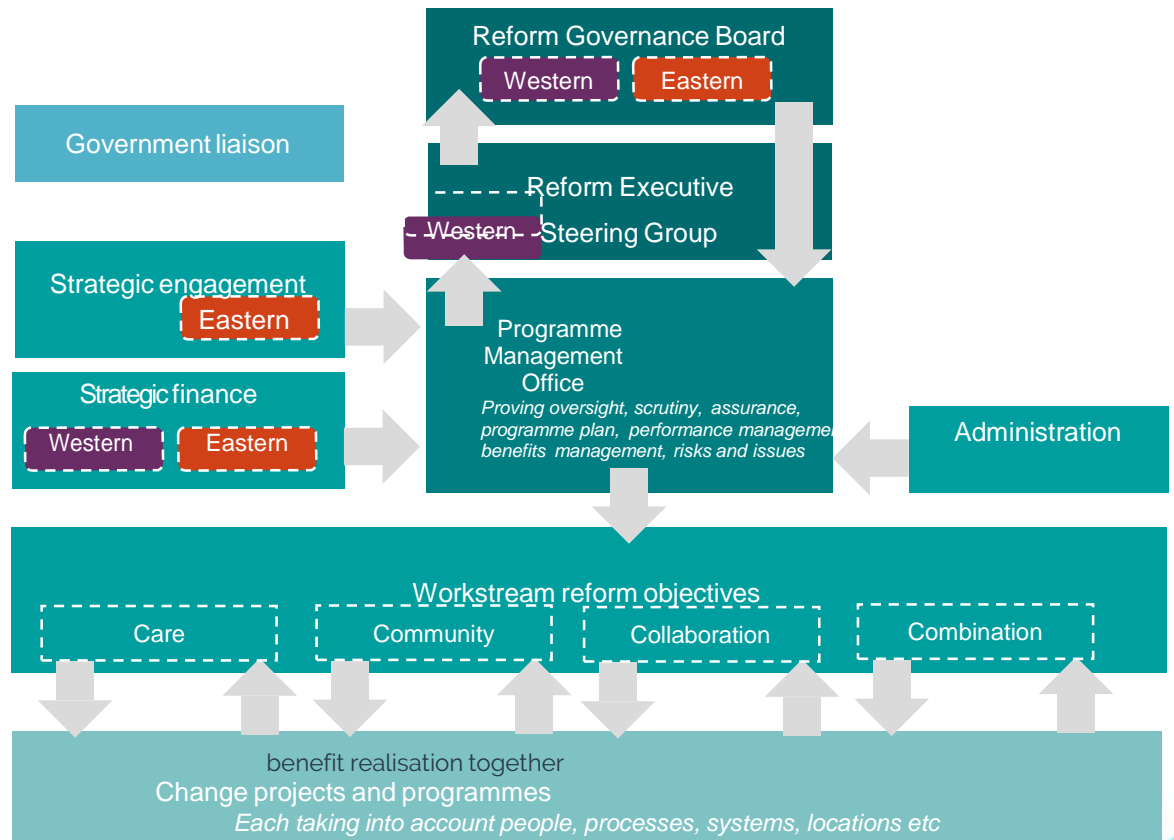 Reform Governance Board
Western
Eastern
Government liaison
Reform Executive
Western
Steering Group
Strategic engagement
Eastern
Programme
Management
Office
Proving oversight, scrutiny, assurance,
programme plan, performance manageme
benefits management, risks and issues
Strategic finance
Western
Eastern
Administration
Workstream reform objectives
Care
Community
Collaboration
Combination
benefit realisation together
Change projects and programmes
Each taking into account people, processes, systems, locations etc